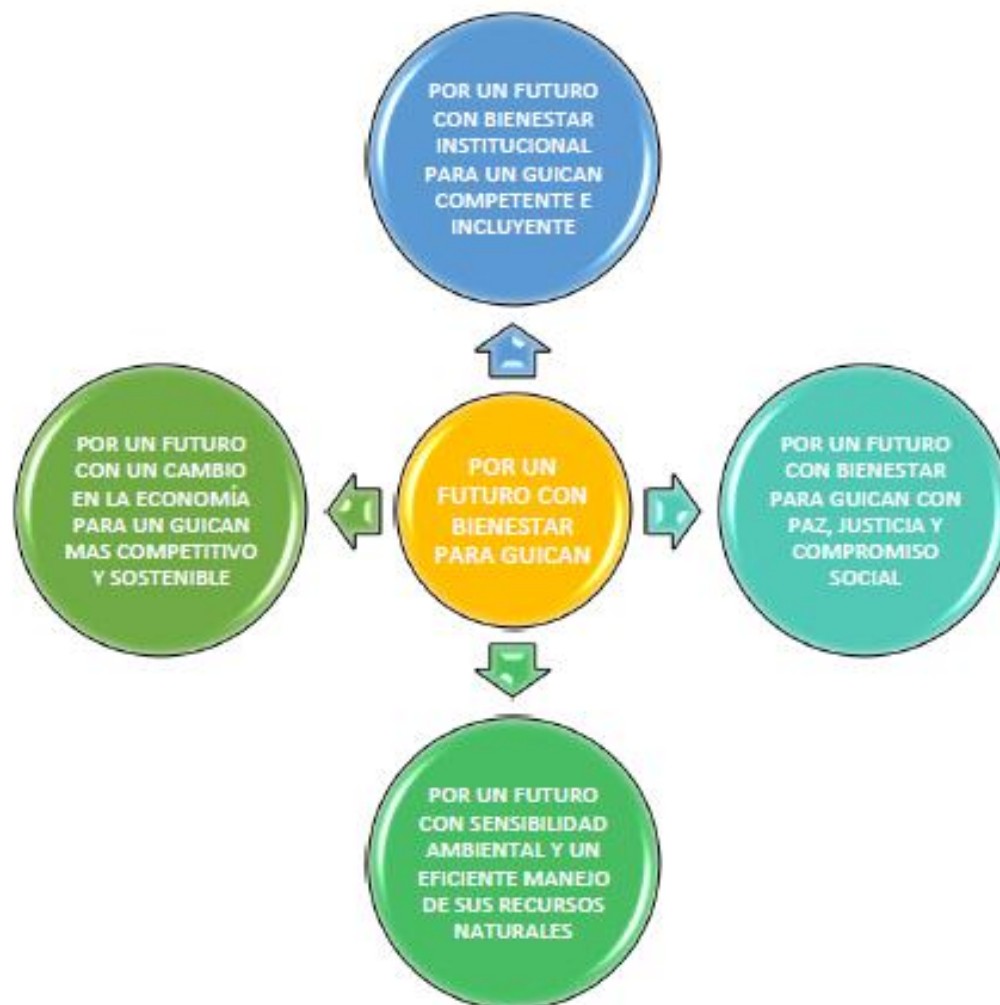 POR UN FUTURO
CON BIENESTAR
INSTITUCIONAL
PARA UN GUICAN
COMPETENTE E
INCLUYENTE
POR UN FUTURO
CON UN CAMBIO
EN LA ECONOMÍA
PARA UN GUICAN
MAS COMPETITIVO
Y SOSTENIBLE
POR UN
FUTURO CON
BIENESTAR
PARA GUICAN
POR UN FUTURO
CON BIENESTAR
PARA GUICAN CON
PAZ, JUSTICIA Y
COMPROMISO
SOCIAL
POR UN FUTURO
CON SENSIBILIDAD
AMBIENTAL Y UN
EFICIENTE MANEJO
DE SUS RECURSOS
NATURALES